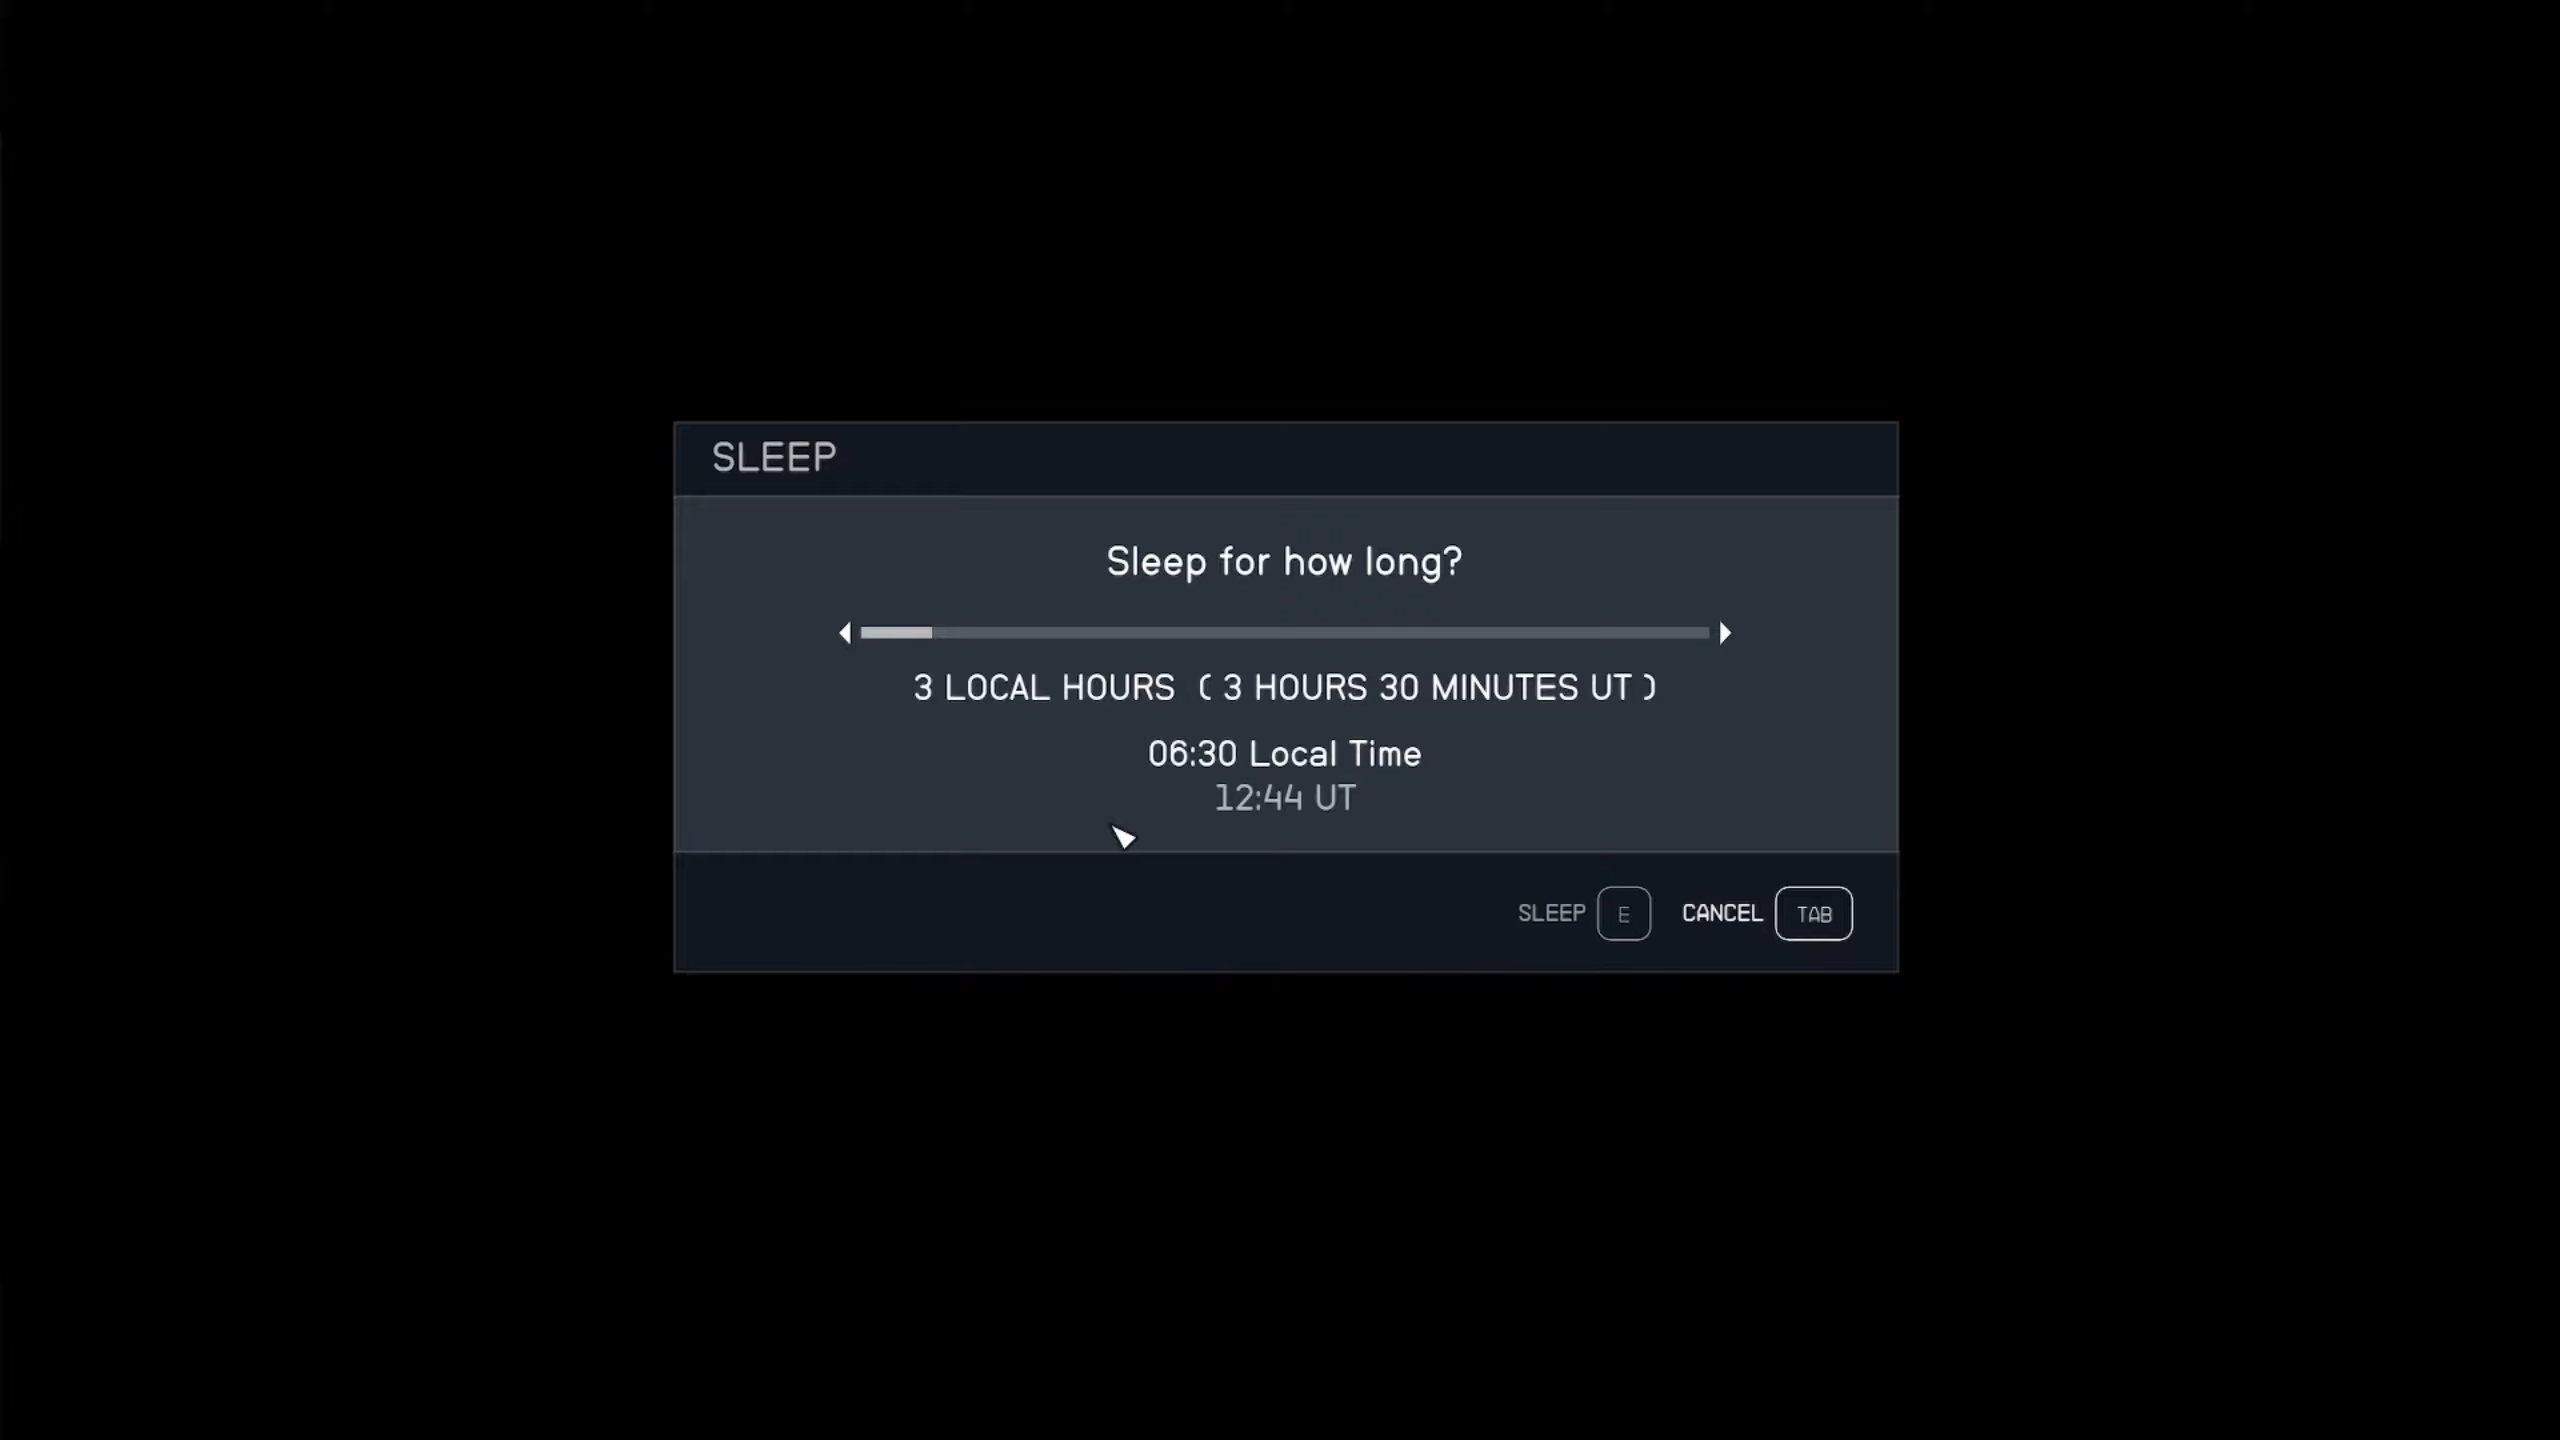 SLEEP
Sleep for how long?
3 LOCAL HOURS ( 3 HOURS 30 MINUTES UT )
06:30 Local Time
12:44 UT
SLEEP E CANCEL TAB